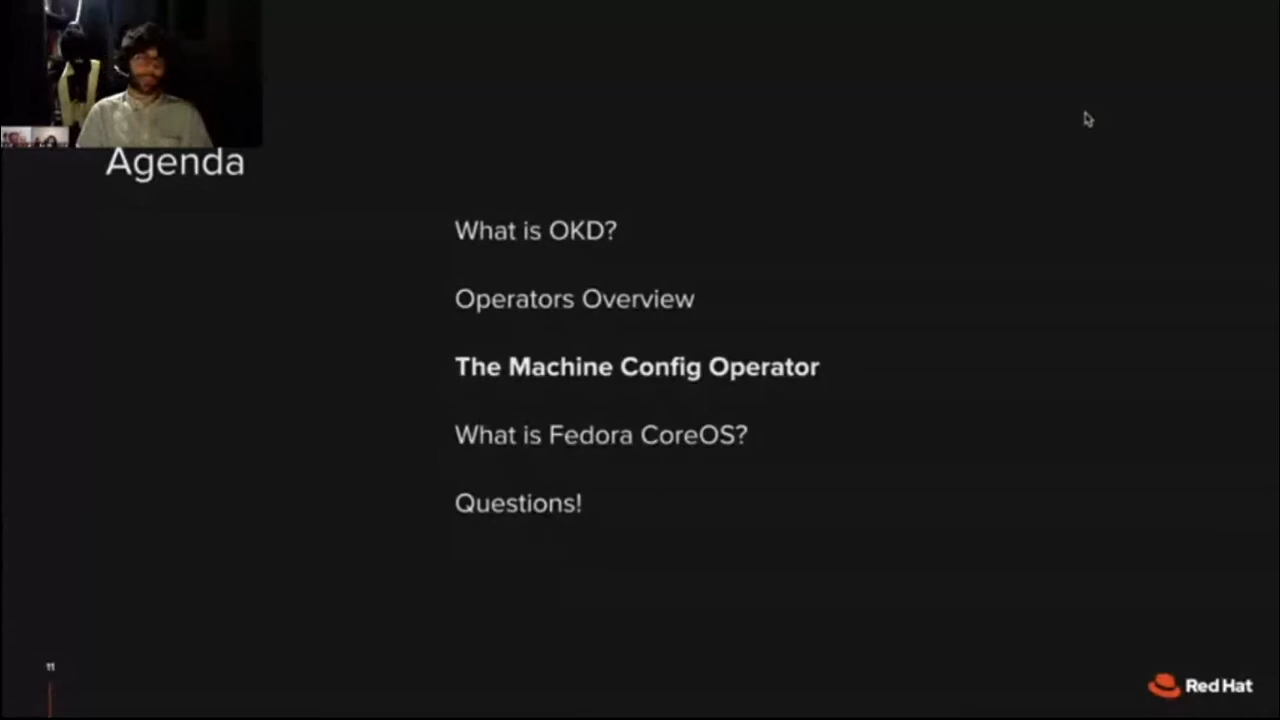 Agenda
What is OKD?
Operators Overview
The Machine Config Operator
What is Fedora CoreOS?
Questions!
11
Red Hat